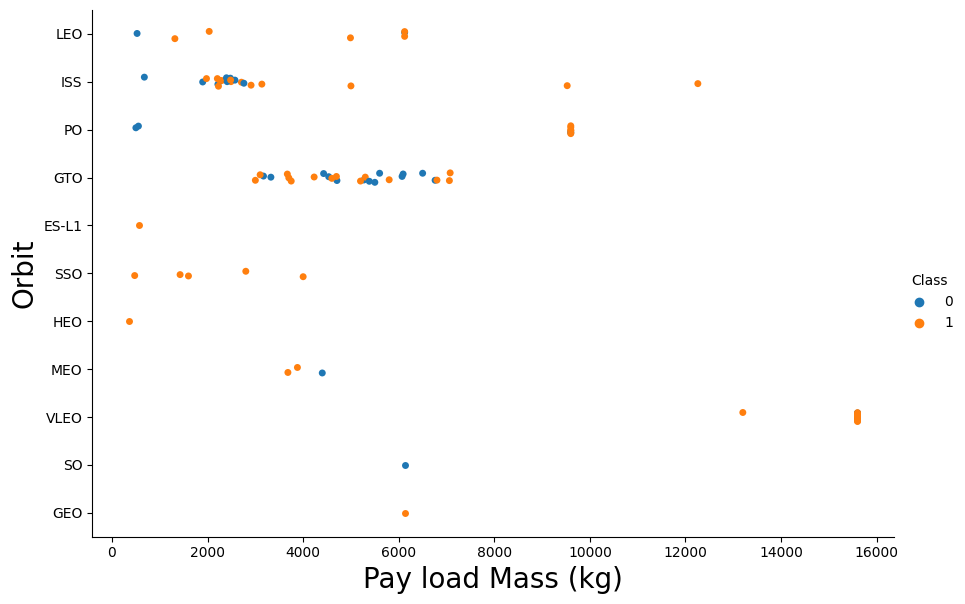 LEO
ISS
PO
GTO
ES-L1
SSO
HEO
MEO
VLEO
SO
GEO
Orbit
0 2000 4000 6000 8000 10000 12000 14000 16000
Pay load Mass (kg)
Class
0
1